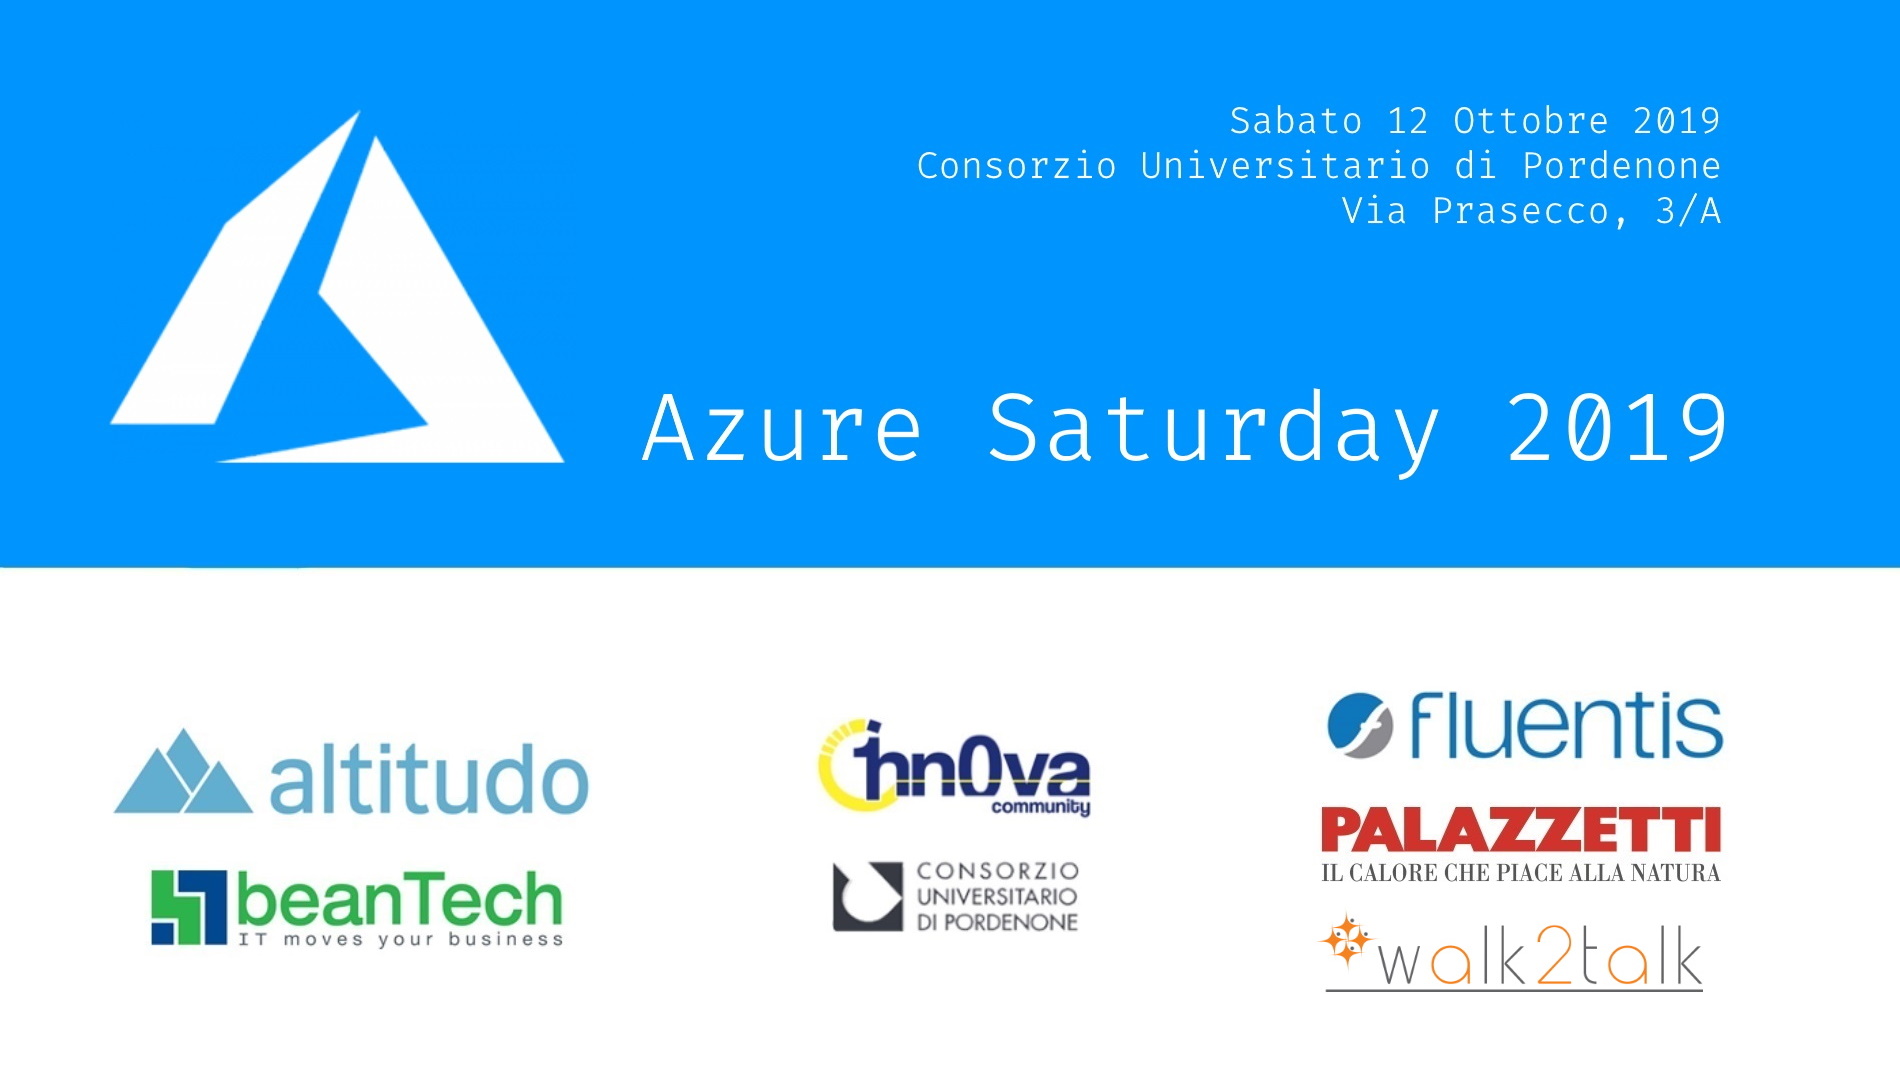 Sabato 12 Ottobre 2019
Consorzio Universitario di Pordenone
Via Prasecco, 3/A
Azure Saturday 2019
altitudo
beanTech
IT moves your business
1nn0va
community
CONSORZIO
UNIVERSITARIO
DI PORDENONE
fluentis
PALAZZETTI
IL CALORE CHE PIACE ALLA NATURA
walk2talk